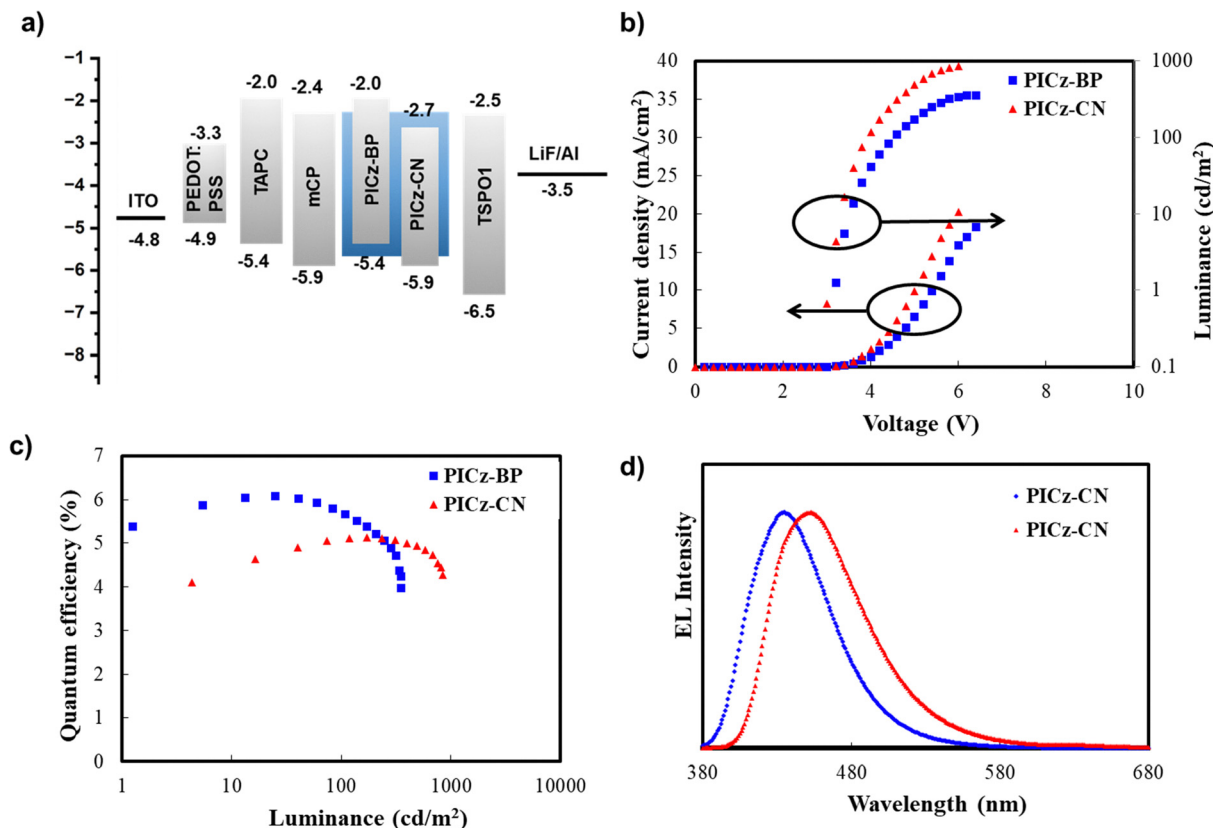 a)
−1
−2
−3
−4
−5
−6
−7
−8
ITO
-4.8
-3.3
PEDOT:
PSS
-4.9
-2.0
TAPC
-5.4
-2.4
mCP
-5.9
-2.0
PICz-BP
-5.4
-2.7
PICz-CN
-5.9
-2.5
TSPO1
-6.5
LiF/Al
-3.5
b)
Current density (mA/cm²)
40
35
30
25
20
15
10
5
0
PICz-BP
PICz-CN
1000
100
10
1
0.1
Luminance (cd/m²)
0 2 4 6 8 10
Voltage (V)
c)
Quantum efficiency (%)
7
6
5
4
3
2
1
0
PICz-BP
PICz-CN
1 10 100 1000 10000
Luminance (cd/m²)
d)
EL Intensity
PICz-CN
PICz-CN
380 480 580 680
Wavelength (nm)